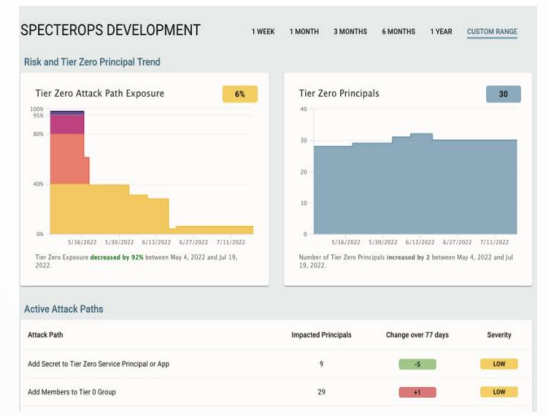 SPECTEROPS DEVELOPMENT
1 WEEK 1 MONTH 3 MONTHS 6 MONTHS 1 YEAR CUSTOM RANGE
Risk and Tier Zero Principal Trend
Tier Zero Attack Path Exposure 6%
100%
95%
80%
40%
0%
5/16/2022 5/30/2022 6/13/2022 6/27/2022 7/11/2022
Tier Zero Exposure decreased by 92% between May 4, 2022 and Jul 19,
2022.
Tier Zero Principals 30
40
30
20
10
0
5/16/2022 5/30/2022 6/13/2022 6/27/2022 7/11/2022
Number of Tier Zero Principals increased by 2 between May 4, 2022 and Jul
19, 2022.
Active Attack Paths
Attack Path Impacted Principals Change over 77 days Severity
Add Secret to Tier Zero Service Principal or App 9 -5 LOW
Add Members to Tier 0 Group 29 +1 LOW